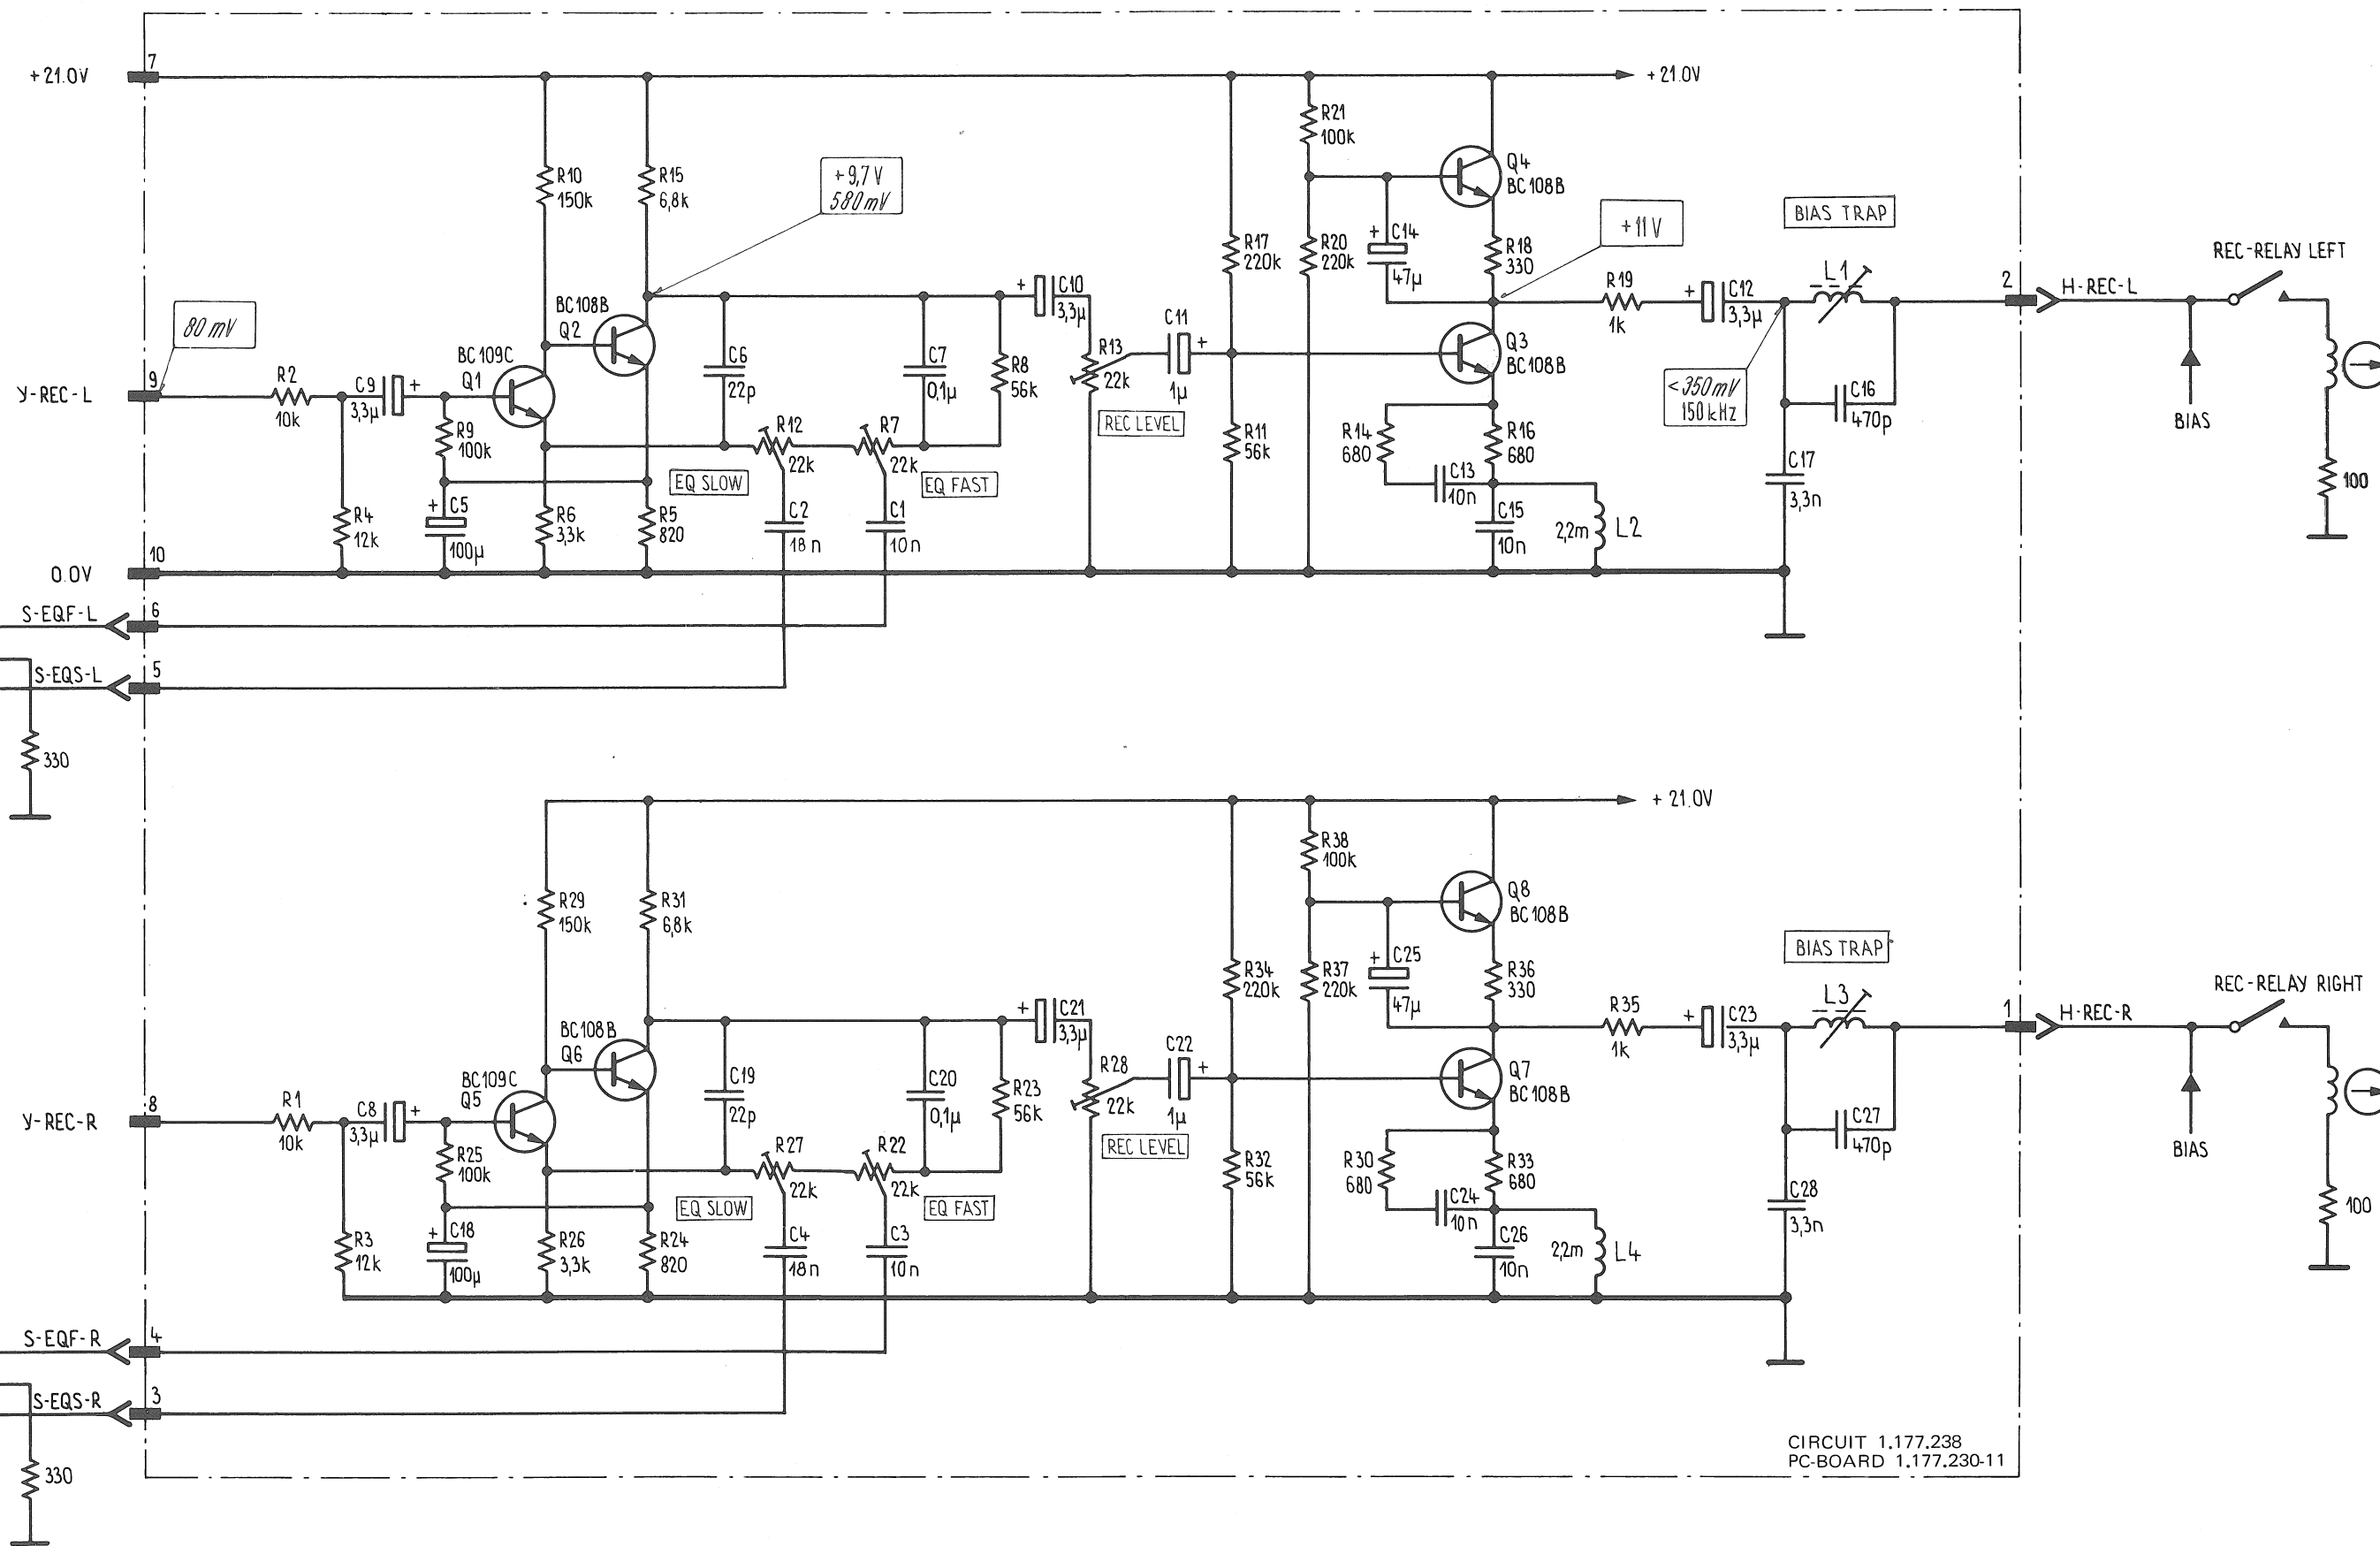 7
+21.0V
+ 21.0V
R21
100k
R10
150k
R15
6,8k
+9,7V
580mV
Q4
BC108B
+11V
BIAS TRAP
R17
220k
R20
220k
+
C14
47µ
R18
330
REC-RELAY LEFT
L1
R19
1k
+
C12
3,3µ
2
H-REC-L
80 mV
BC108B
Q2
+
C10
3,3µ
C11
+
1µ
Q3
BC108B
BC109C
Q1
C6
22p
C7
0,1µ
R8
56k
R13
22k
REC LEVEL
<350mV
150kHz
C16
470p
BIAS
9
Y-REC-L
R2
10k
C9
+
3,3µ
R9
100k
R12
22k
R7
22k
EQ SLOW
EQ FAST
R11
56k
R14
680
R16
680
C13
10n
C17
3,3n
100
R4
12k
+
C5
100µ
R6
3,3k
R5
820
C2
18n
C1
10n
C15
10n
2,2m
L2
10
0.0V
S-EQF-L
6
S-EQS-L
5
330
+ 21.0V
R38
100k
R29
150k
R31
6,8k
Q8
BC108B
BIAS TRAP
R34
220k
R37
220k
+
C25
47µ
R36
330
REC-RELAY RIGHT
L3
R35
1k
+
C23
3,3µ
1
H-REC-R
BC108B
Q6
+
C21
3,3µ
C22
+
1µ
Q7
BC108B
BC109C
Q5
C19
22p
C20
0,1µ
R23
56k
R28
22k
REC LEVEL
C27
470p
BIAS
8
Y-REC-R
R1
10k
C8
+
3,3µ
R25
100k
R27
22k
R22
22k
EQ SLOW
EQ FAST
R32
56k
R30
680
R33
680
C24
10n
C28
3,3n
100
R3
12k
+
C18
100µ
R26
3,3k
R24
820
C4
18n
C3
10n
C26
10n
2,2m
L4
S-EQF-R
4
S-EQS-R
3
330
CIRCUIT 1.177.238
PC-BOARD 1.177.230-11